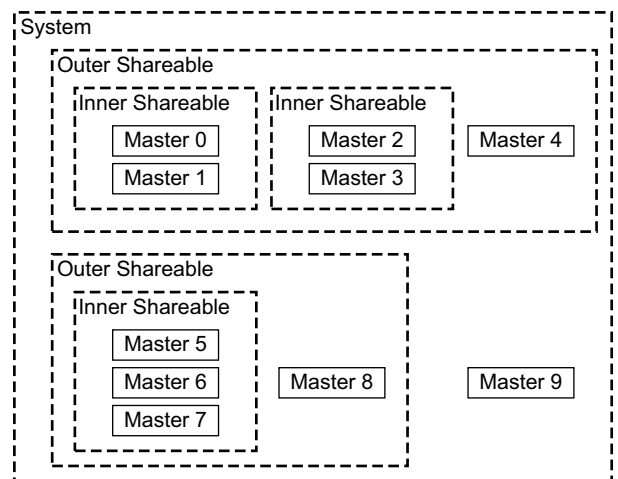 System
Outer Shareable
Inner Shareable
Inner Shareable
Master 0
Master 2
Master 4
Master 1
Master 3
Outer Shareable
Inner Shareable
Master 5
Master 6
Master 8
Master 9
Master 7